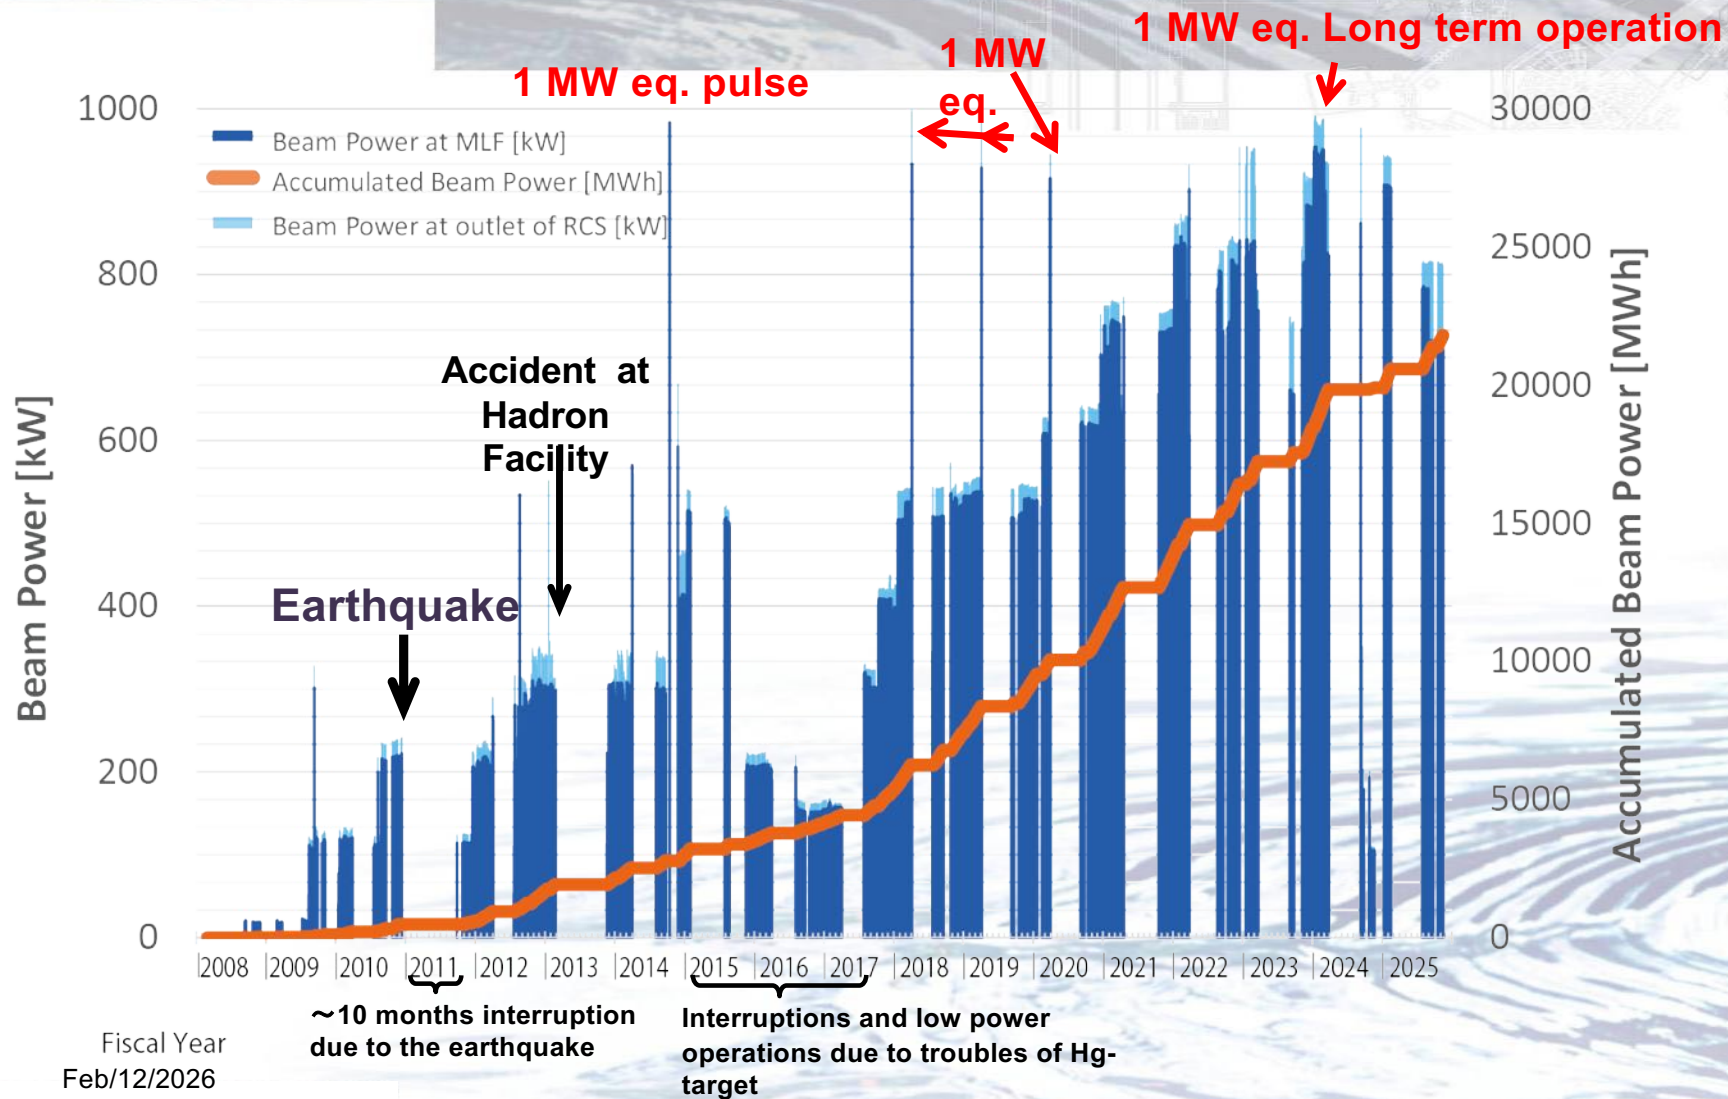 1 MW eq. Long term operation
1 MW
eq.
1 MW eq. pulse
1000
800
600
400
200
0
Beam Power [kW]
30000
25000
20000
15000
10000
5000
0
Accumulated Beam Power [MWh]
Beam Power at MLF [kW]
Accumulated Beam Power [MWh]
Beam Power at outlet of RCS [kW]
Accident at
Hadron
Facility
Earthquake
2008 2009 2010 2011 2012 2013 2014 2015 2016 2017 2018 2019 2020 2021 2022 2023 2024 2025
~10 months interruption
due to the earthquake
Interruptions and low power
operations due to troubles of Hg-
target
Fiscal Year
Feb/12/2026